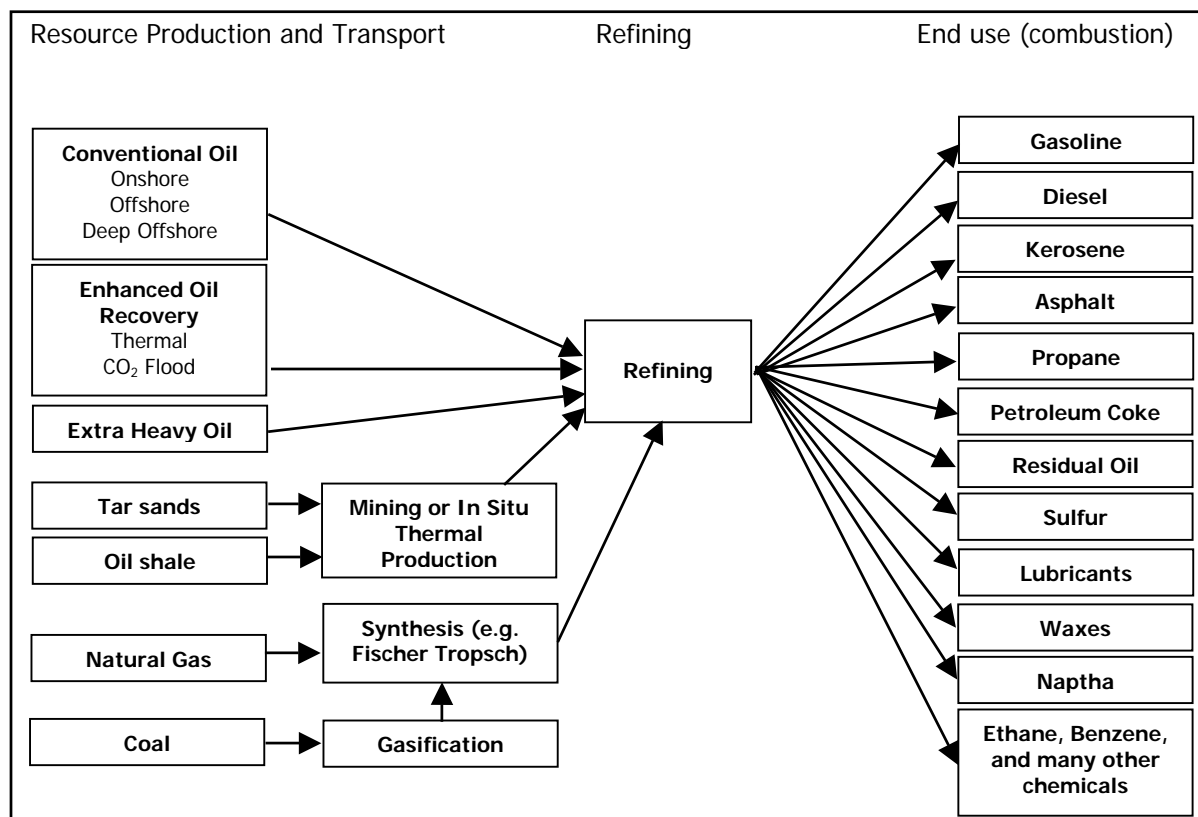 Resource Production and Transport
Refining
End use (combustion)
Conventional Oil
Onshore
Offshore
Deep Offshore
Enhanced Oil
Recovery
Thermal
CO₂ Flood
Extra Heavy Oil
Tar sands
Oil shale
Mining or In Situ
Thermal
Production
Natural Gas
Synthesis (e.g.
Fischer Tropsch)
Coal
Gasification
Refining
Gasoline
Diesel
Kerosene
Asphalt
Propane
Petroleum Coke
Residual Oil
Sulfur
Lubricants
Waxes
Naptha
Ethane, Benzene,
and many other
chemicals